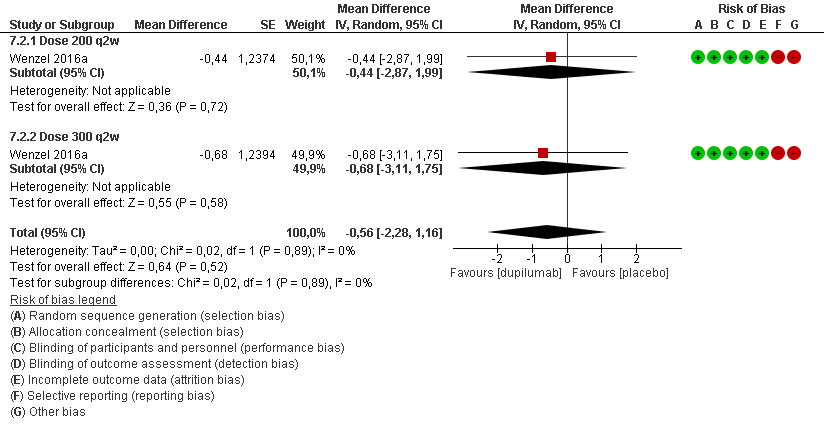 Mean Difference Mean Difference Risk of Bias
Study or Subgroup Mean Difference SE Weight IV, Random, 95% CI IV, Random, 95% CI A B C D E F G
7.2.1 Dose 200 q2w
Wenzel 2016a -0,44 1,2374 50,1% -0,44 [-2,87, 1,99]
Subtotal (95% CI) 50,1% -0,44 [-2,87, 1,99]
Heterogeneity: Not applicable
Test for overall effect: Z = 0,36 (P = 0,72)
7.2.2 Dose 300 q2w
Wenzel 2016a -0,68 1,2394 49,9% -0,68 [-3,11, 1,75]
Subtotal (95% CI) 49,9% -0,68 [-3,11, 1,75]
Heterogeneity: Not applicable
Test for overall effect: Z = 0,55 (P = 0,58)
Total (95% CI) 100,0% -0,56 [-2,28, 1,16]
Heterogeneity: Tau² = 0,00; Chi² = 0,02, df = 1 (P = 0,89); I² = 0%
-2 -1 0 1 2
Test for overall effect: Z = 0,64 (P = 0,52)
Favours [dupilumab] Favours [placebo]
Test for subgroup differences: Chi² = 0,02, df = 1 (P = 0,89), I² = 0%
Risk of bias legend
(A) Random sequence generation (selection bias)
(B) Allocation concealment (selection bias)
(C) Blinding of participants and personnel (performance bias)
(D) Blinding of outcome assessment (detection bias)
(E) Incomplete outcome data (attrition bias)
(F) Selective reporting (reporting bias)
(G) Other bias